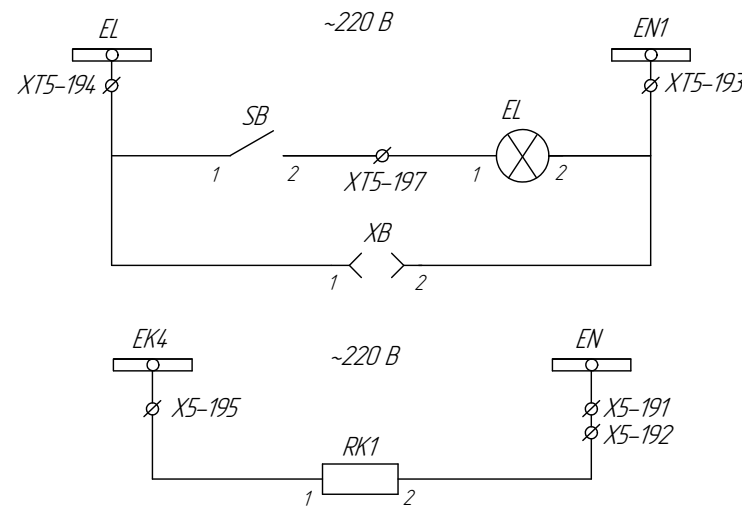 EL ~220 В EN1
XT5-194 XT5-193
SB EL
1 2 XT5-197 1 2
XB
1 2
EK4 ~220 В EN
X5-195 X5-191
X5-192
RK1
1 2